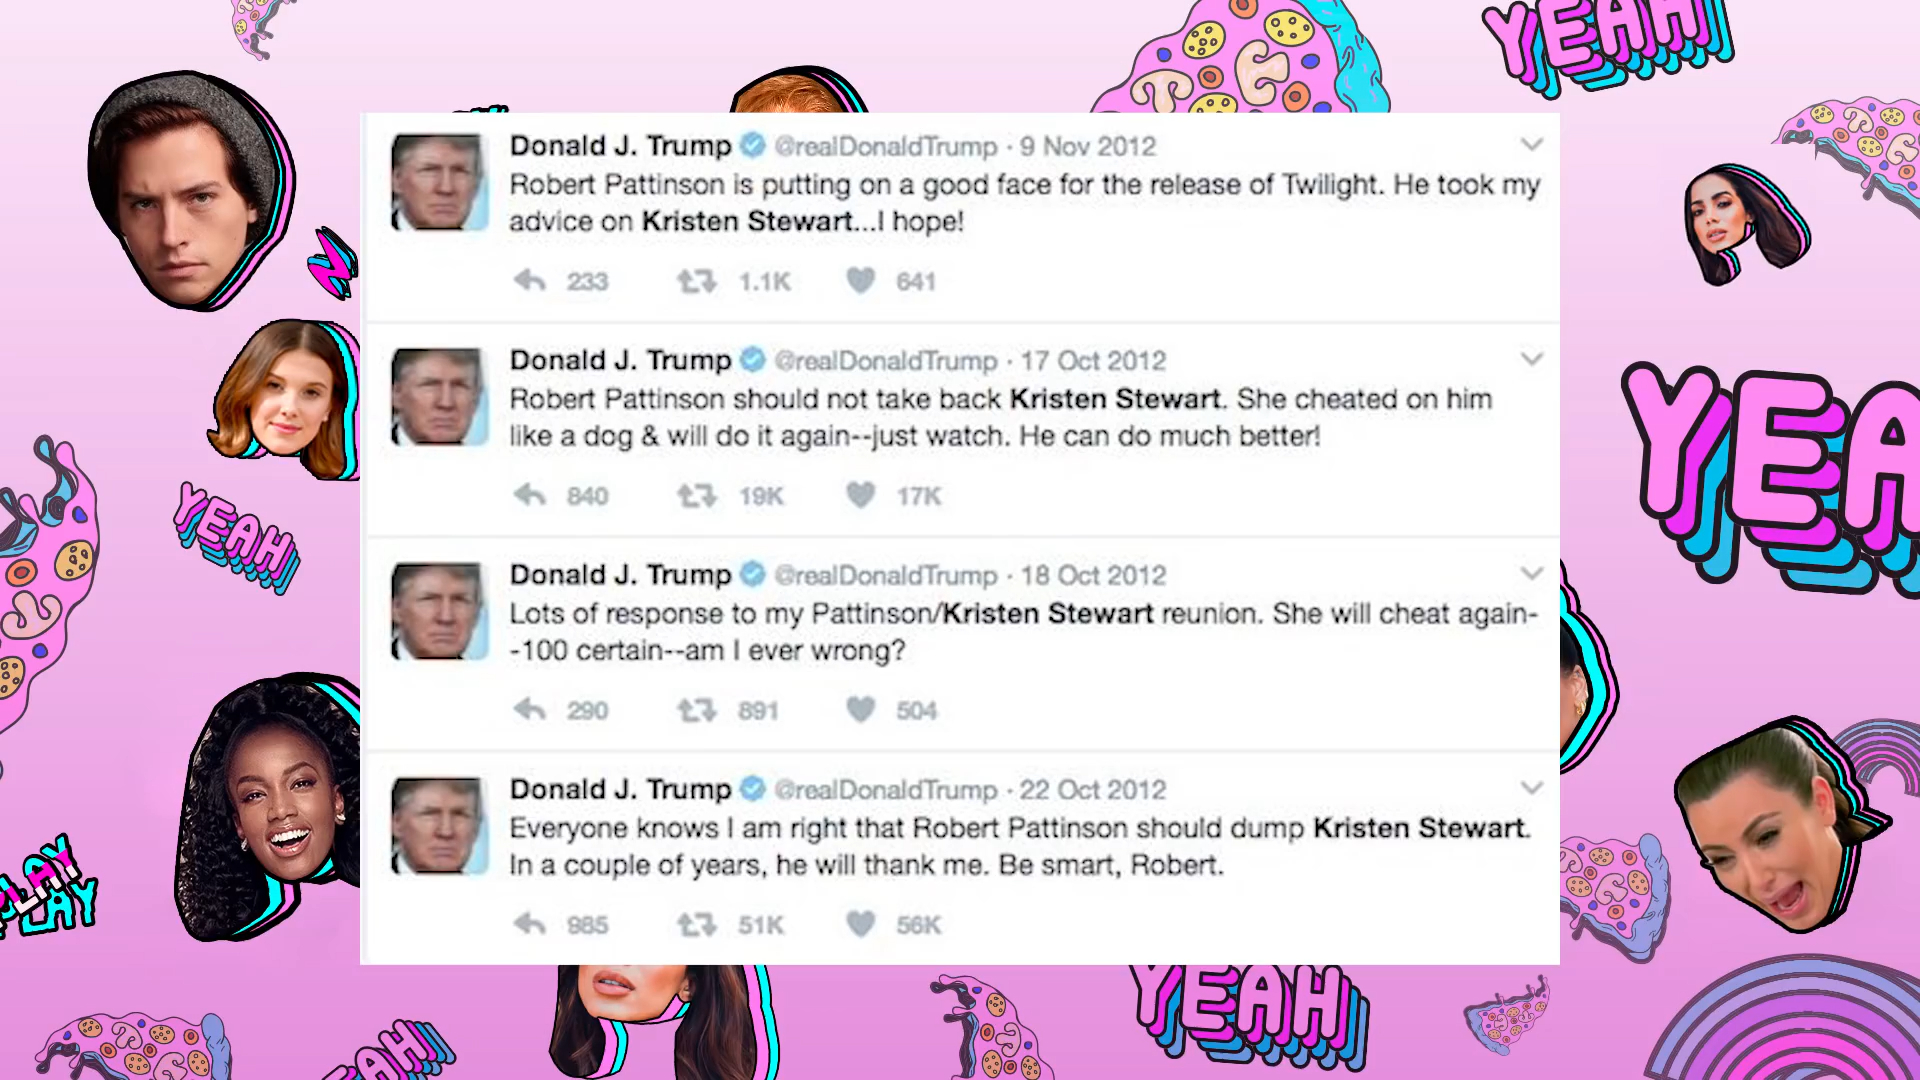 YEAH
Donald J. Trump @realDonaldTrump · 9 Nov 2012
Robert Pattinson is putting on a good face for the release of Twilight. He took my
advice on Kristen Stewart...I hope!
233 1.1K 641
Donald J. Trump @realDonaldTrump · 17 Oct 2012
Robert Pattinson should not take back Kristen Stewart. She cheated on him
like a dog & will do it again--just watch. He can do much better!
840 19K 17K
Donald J. Trump @realDonaldTrump · 18 Oct 2012
Lots of response to my Pattinson/Kristen Stewart reunion. She will cheat again-
-100 certain--am I ever wrong?
290 891 504
Donald J. Trump @realDonaldTrump · 22 Oct 2012
Everyone knows I am right that Robert Pattinson should dump Kristen Stewart.
In a couple of years, he will thank me. Be smart, Robert.
985 51K 56K
YEAH
YEA
PLAY
PLAY
YEAH
YEAH!